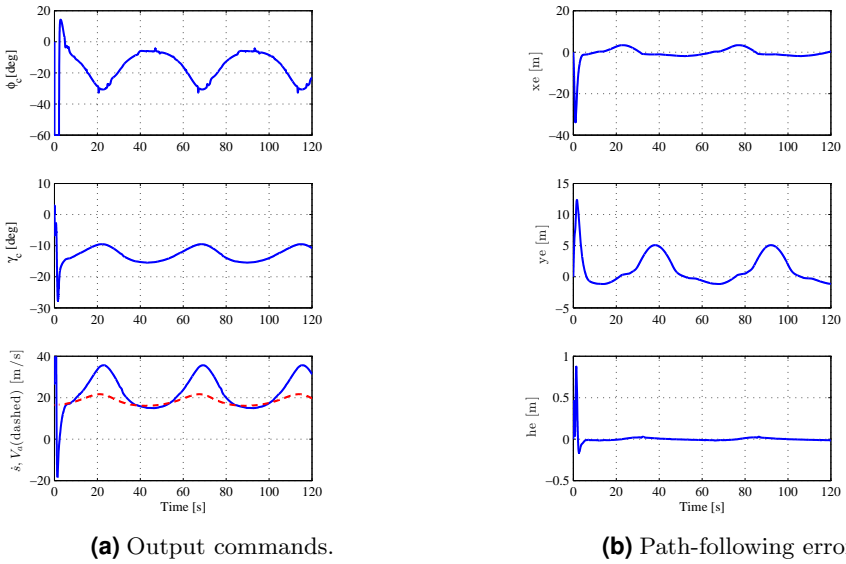 20
0
−20
−40
−60
0 20 40 60 80 100 120
ϕc[deg]
10
0
−10
−20
−30
0 20 40 60 80 100 120
γc [deg]
40
20
0
−20
0 20 40 60 80 100 120
ṡ, Va(dashed) [m/s]
Time [s]
(a) Output commands.
20
0
−20
−40
0 20 40 60 80 100 120
xe [m]
15
10
5
0
−5
0 20 40 60 80 100 120
ye [m]
1
0.5
0
−0.5
0 20 40 60 80 100 120
he [m]
Time [s]
(b) Path-following erro